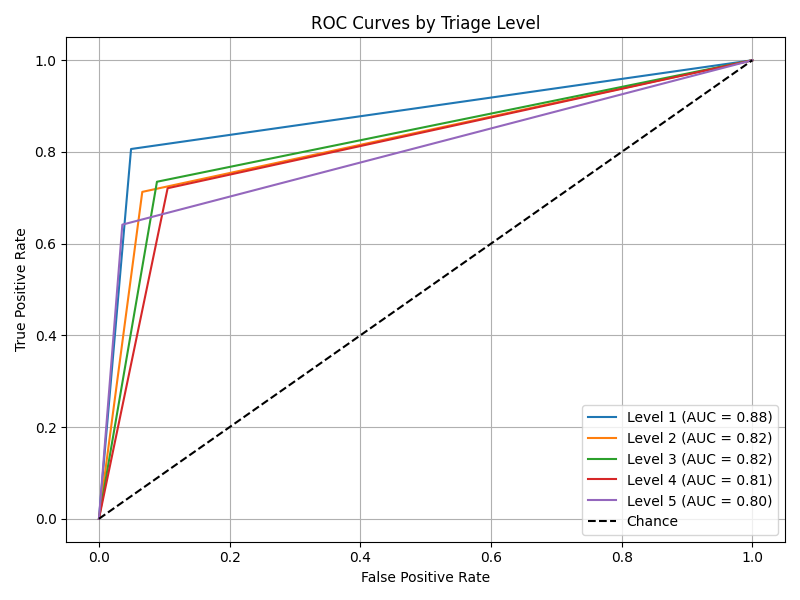 ROC Curves by Triage Level
True Positive Rate
1.0
0.8
0.6
0.4
0.2
0.0
0.0 0.2 0.4 0.6 0.8 1.0
False Positive Rate
Level 1 (AUC = 0.88)
Level 2 (AUC = 0.82)
Level 3 (AUC = 0.82)
Level 4 (AUC = 0.81)
Level 5 (AUC = 0.80)
Chance